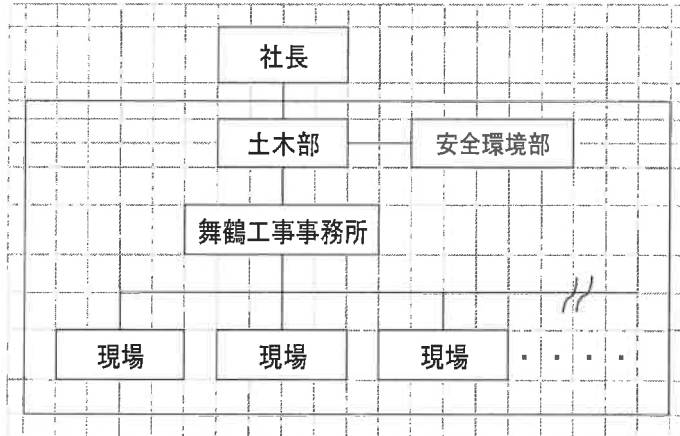 社長
土木部
安全環境部
舞鶴工事事務所
現場
現場
現場
・・・・